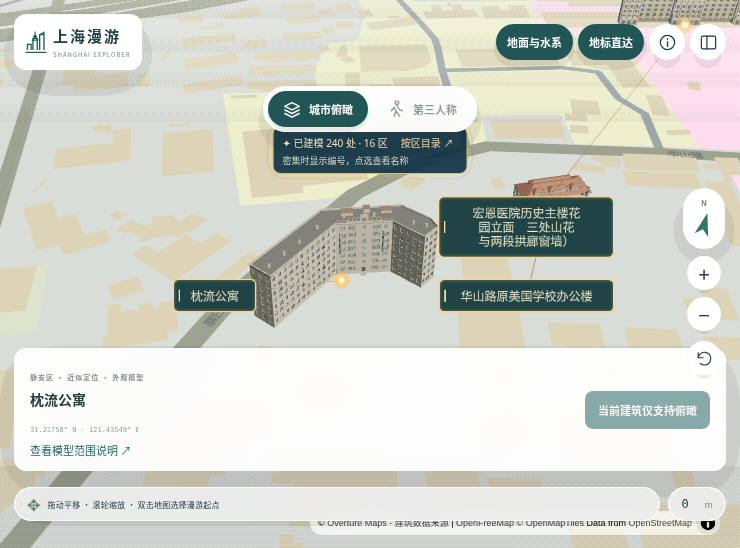 上海漫游
SHANGHAI EXPLORER
地面与水系
地标直达
城市俯瞰
第三人称
✦ 已建模 240 处 · 16 区 按区目录 ↗
密集时显示编号，点选查看名称
华山路
宏恩医院历史主楼花
园立面 三处山花
与两段拱廊窗墙）
N
枕流公寓
华山路原美国学校办公楼
+
−
路
静安区 · 近似定位 · 外观模型
枕流公寓
31.21758° N · 121.43549° E
查看模型范围说明 ↗
当前建筑仅支持俯瞰
拖动平移 · 滚轮缩放 · 双击地图选择漫游起点
0 m
© Overture Maps · 建筑数据来源 | OpenFreeMap © OpenMapTiles Data from OpenStreetMap